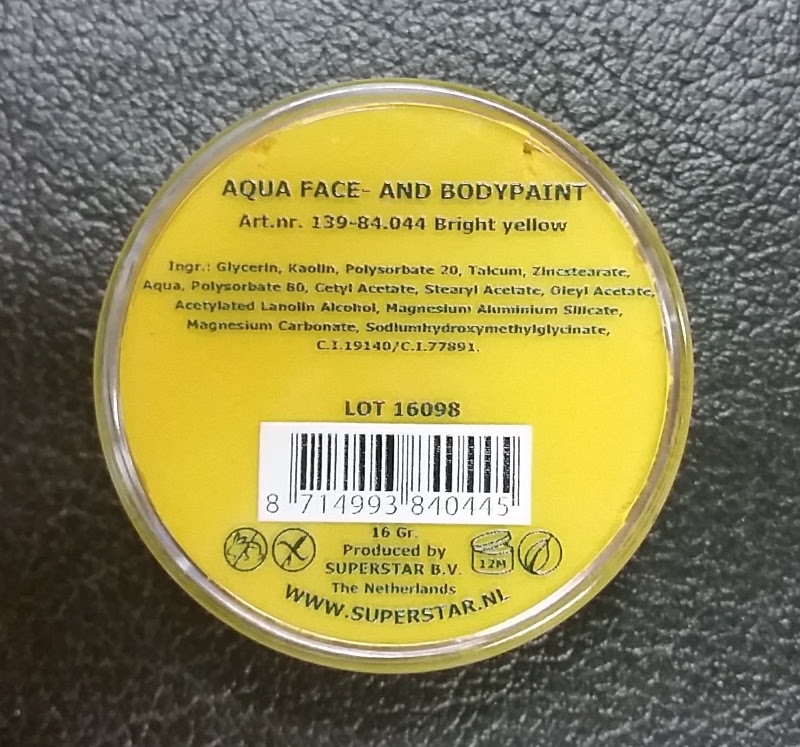 AQUA FACE- AND BODYPAINT
Art.nr. 139-84.044 Bright yellow
Ingr.: Glycerin, Kaolin, Polysorbate 20, Talcum, Zincstearate,
Aqua, Polysorbate 80, Cetyl Acetate, Stearyl Acetate, Oleyl Acetate,
Acetylated Lanolin Alcohol, Magnesium Aluminium Silicate,
Magnesium Carbonate, Sodiumhydroxymethylglycinate,
C.I.19140/C.I.77891.
LOT 16098
8 714993 840445
16 Gr.
Produced by
SUPERSTAR B.V.
12M
The Netherlands
WWW.SUPERSTAR.NL